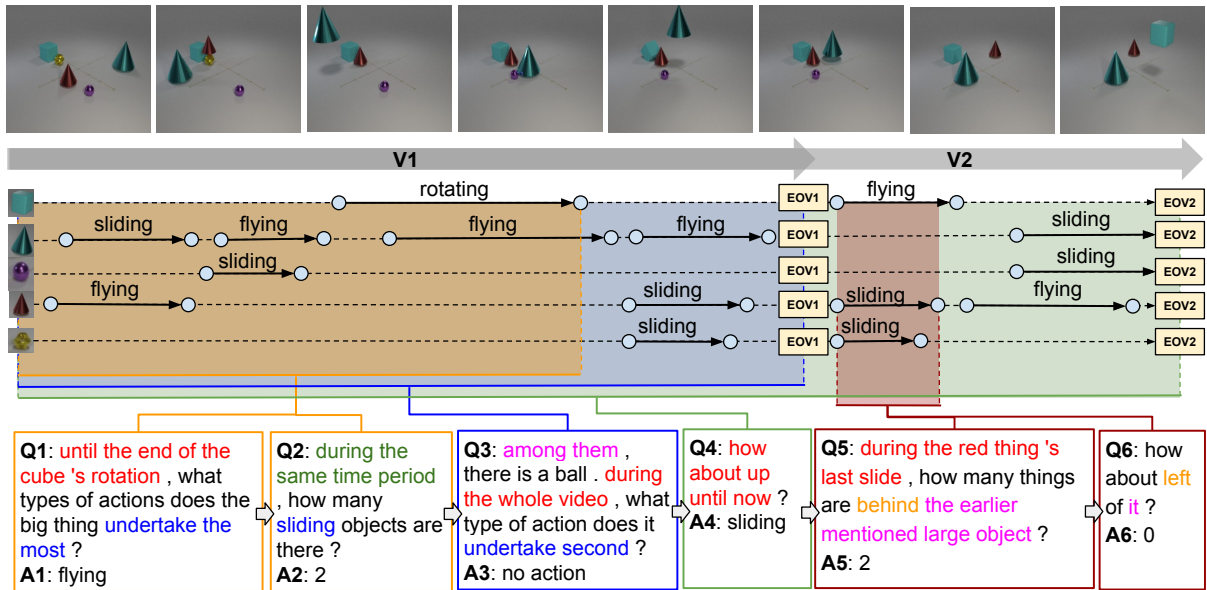 V1
V2
rotating
EOV1
flying
EOV2
sliding
flying
flying
flying
EOV1
sliding
EOV2
sliding
EOV1
sliding
EOV2
flying
sliding
EOV1
sliding
flying
EOV2
sliding
EOV1
sliding
EOV2
Q1: until the end of the
cube 's rotation , what
types of actions does the
big thing undertake the
most ?
A1: flying
Q2: during the
same time period
, how many
sliding objects are
there ?
A2: 2
Q3: among them ,
there is a ball . during
the whole video , what
type of action does it
undertake second ?
A3: no action
Q4: how
about up
until now ?
A4: sliding
Q5: during the red thing 's
last slide , how many things
are behind the earlier
mentioned large object ?
A5: 2
Q6: how
about left
of it ?
A6: 0